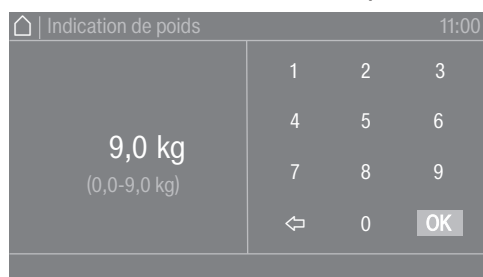 Indication de poids 11:00
9,0 kg
(0,0-9,0 kg)
1 2 3
4 5 6
7 8 9
0 OK